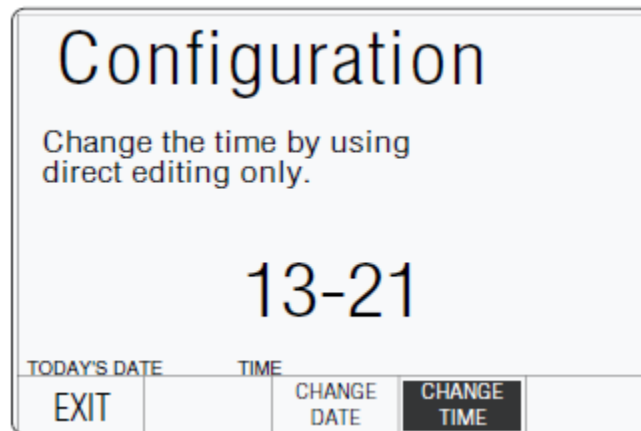 Configuration
Change the time by using
direct editing only.
13-21
TODAY'S DATE TIME
EXIT
CHANGE
DATE
CHANGE
TIME